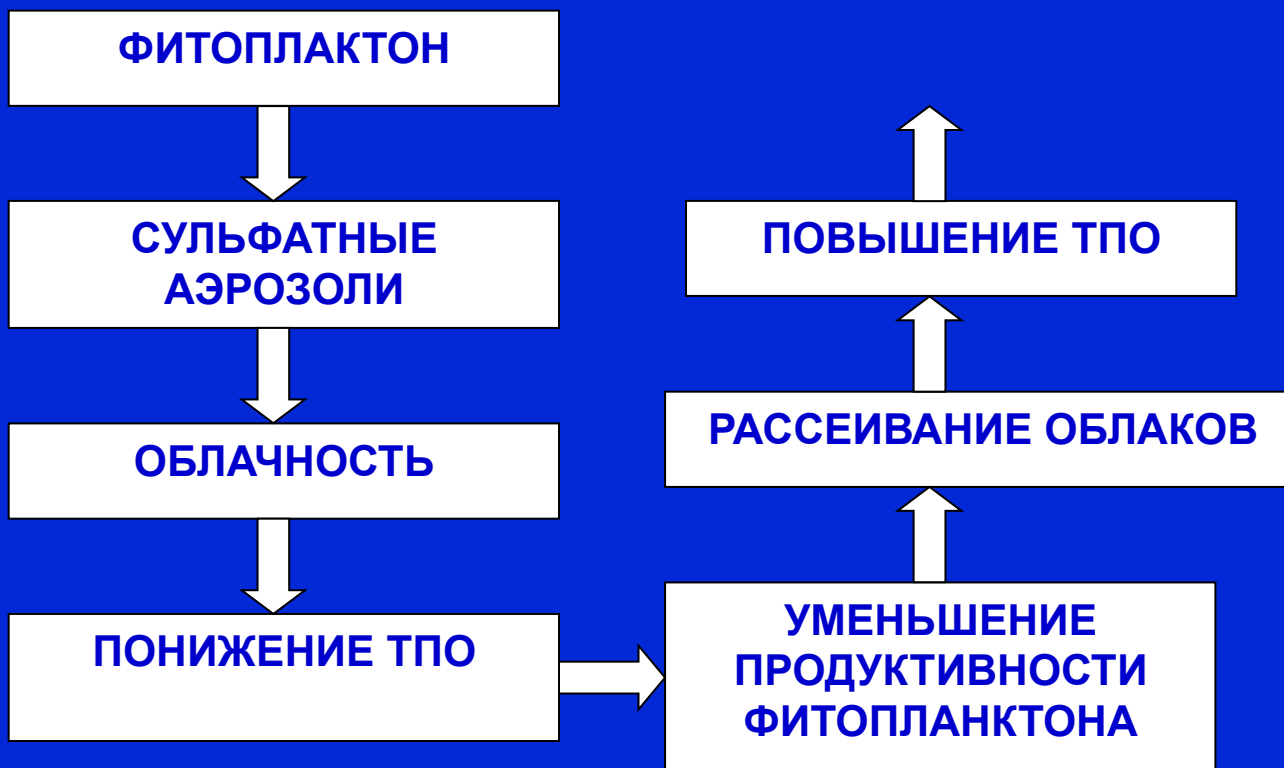 ФИТОПЛАКТОН
СУЛЬФАТНЫЕ
АЭРОЗОЛИ
ОБЛАЧНОСТЬ
ПОНИЖЕНИЕ ТПО
УМЕНЬШЕНИЕ
ПРОДУКТИВНОСТИ
ФИТОПЛАНКТОНА
РАССЕИВАНИЕ ОБЛАКОВ
ПОВЫШЕНИЕ ТПО